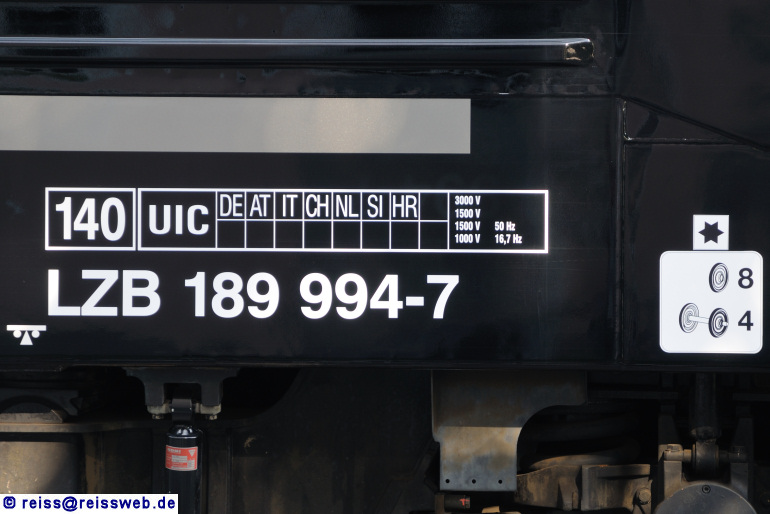 140 UIC DE AT IT CH NL SI HR
3000 V
1500 V
1500 V 50 Hz
1000 V 16,7 Hz
LZB 189 994-7
8
4
© reiss@reissweb.de